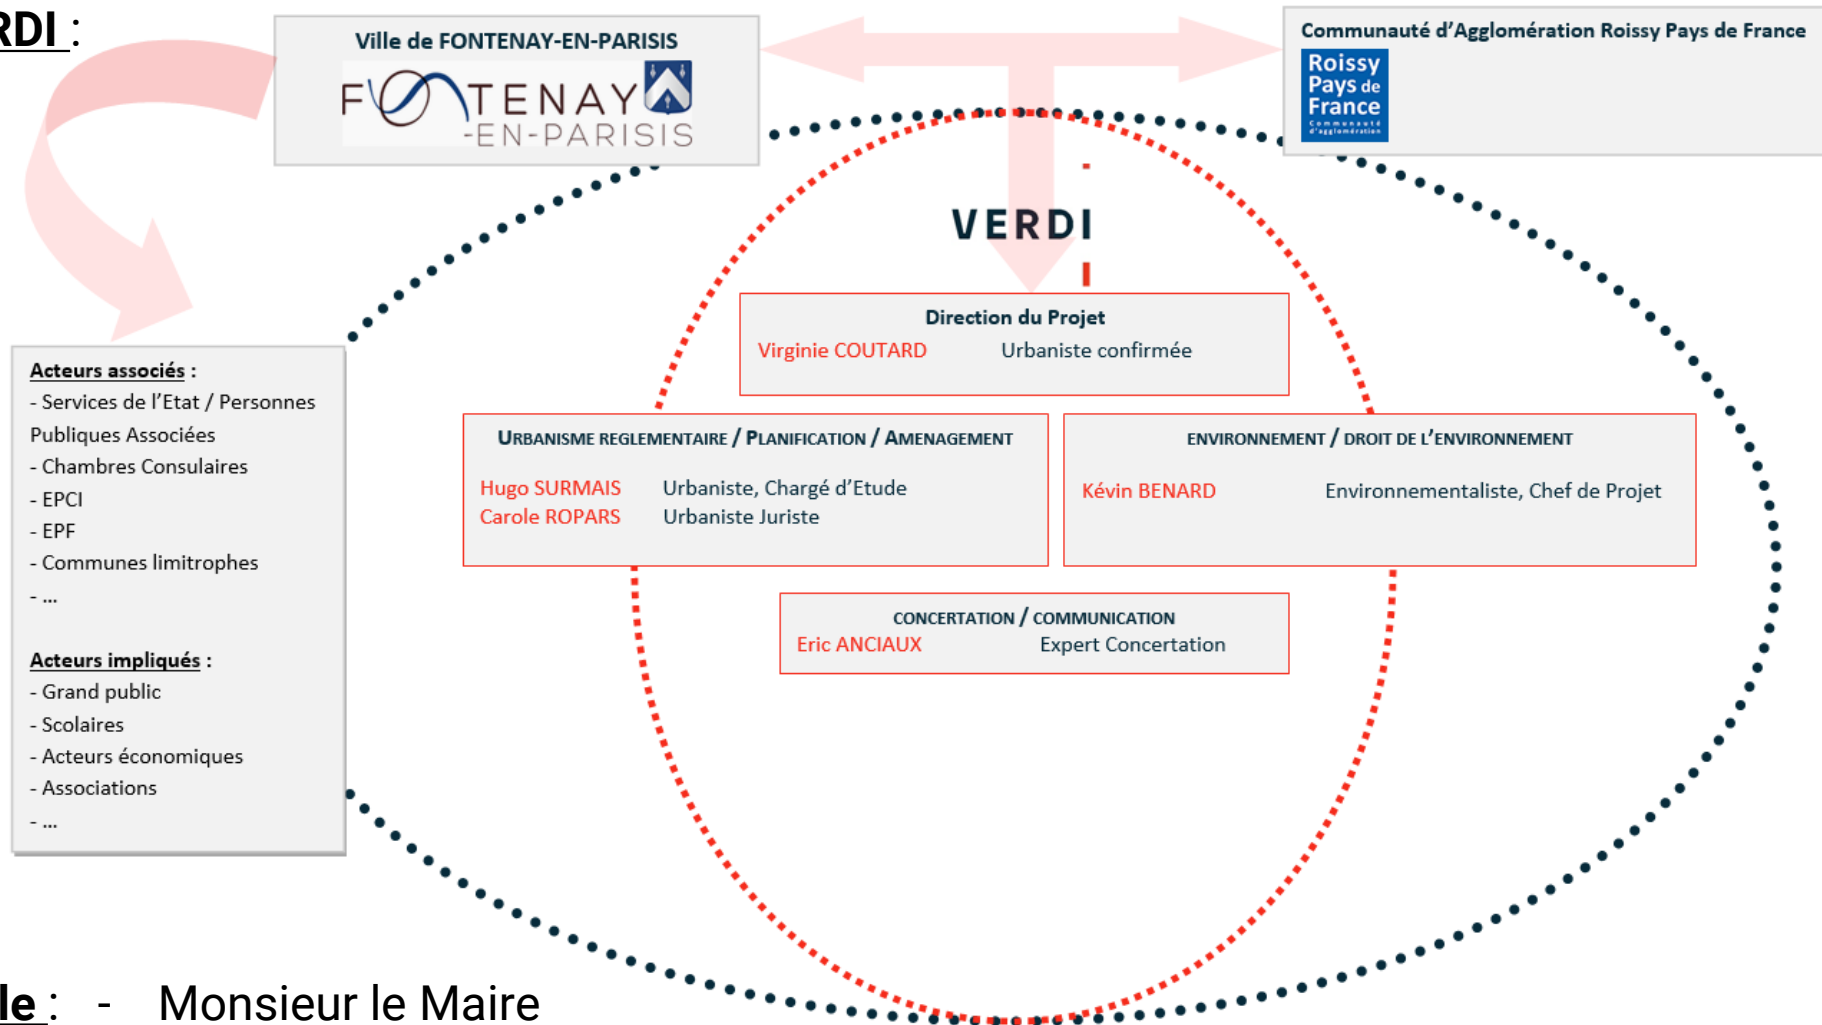 RDI :
Ville de FONTENAY-EN-PARISIS
FONTENAY
-EN-PARISIS
Communauté d'Agglomération Roissy Pays de France
Roissy
Pays de
France
Communauté
d'agglomération
VERDI
Direction du Projet
Virginie COUTARD Urbaniste confirmée
Acteurs associés :
- Services de l'Etat / Personnes
Publiques Associées
- Chambres Consulaires
- EPCI
- EPF
- Communes limitrophes
- ...
Acteurs impliqués :
- Grand public
- Scolaires
- Acteurs économiques
- Associations
- ...
URBANISME REGLEMENTAIRE / PLANIFICATION / AMENAGEMENT
Hugo SURMAIS Urbaniste, Chargé d'Etude
Carole ROPARS Urbaniste Juriste
ENVIRONNEMENT / DROIT DE L'ENVIRONNEMENT
Kévin BENARD Environnementaliste, Chef de Projet
CONCERTATION / COMMUNICATION
Eric ANCIAUX Expert Concertation
le : - Monsieur le Maire